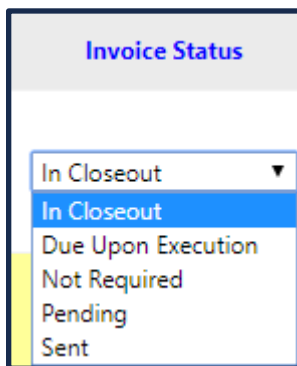 Invoice Status
In Closeout
In Closeout
Due Upon Execution
Not Required
Pending
Sent